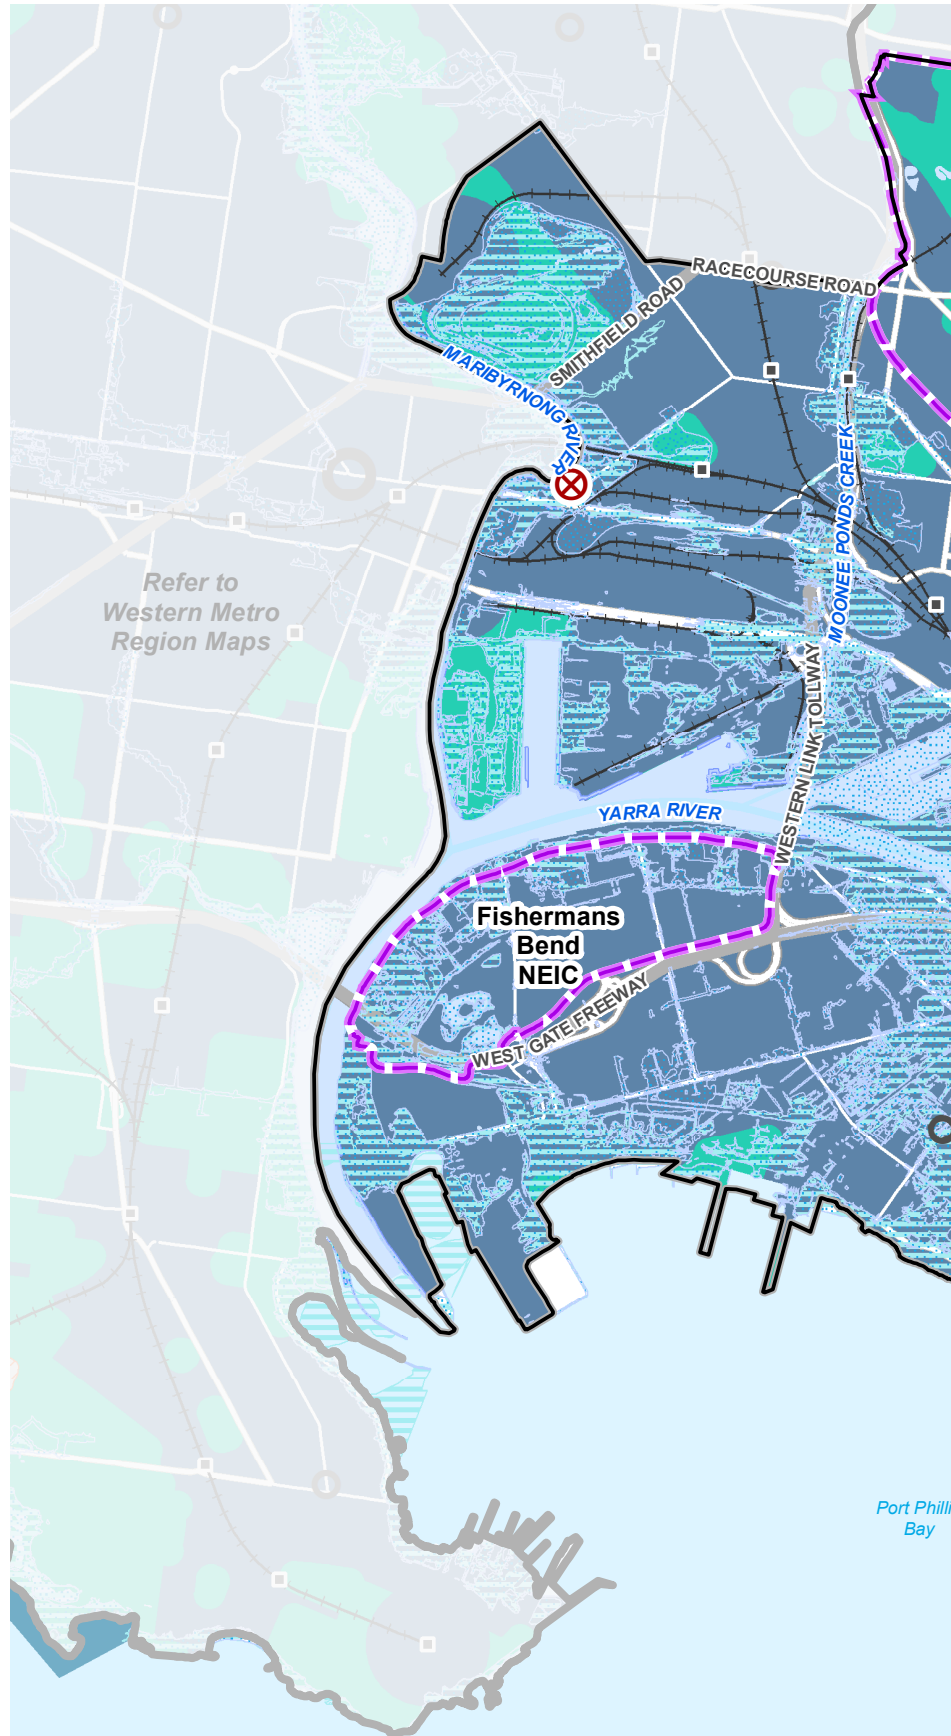 RACECOURSE ROAD
SMITHFIELD ROAD
MARIBYRNONG RIVER
MOONEE PONDS CREEK
Refer to
Western Metro
Region Maps
WESTERN LINK TOLLWAY
YARRA RIVER
Fishermans
Bend
NEIC
WEST GATE FREEWAY
Port Philli
Bay